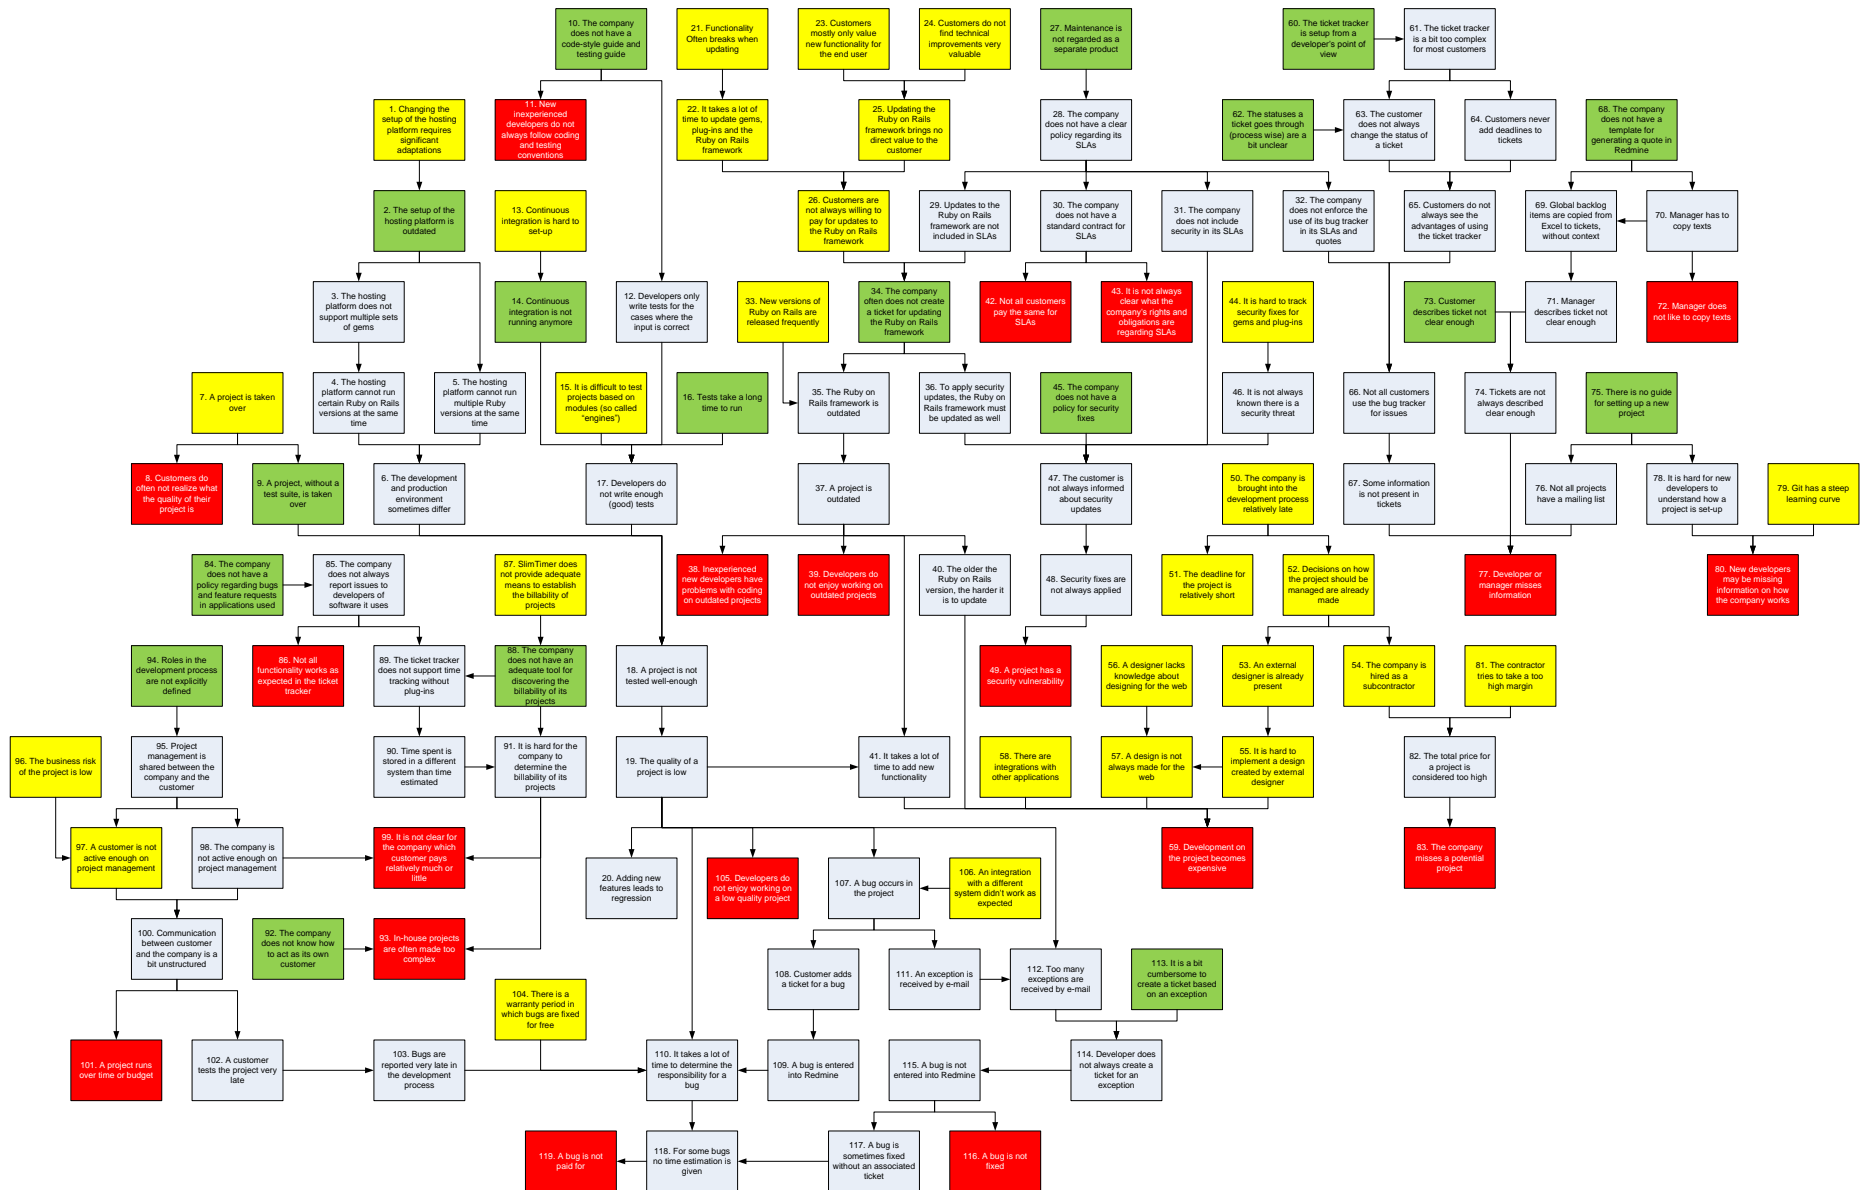 10. The company
does not have a
code-style guide and
testing guide
21. Functionality
Often breaks when
updating
23. Customers
mostly only value
new functionality for
the end user
24. Customers do not
find technical
improvements very
valuable
27. Maintenance is
not regarded as a
separate product
60. The ticket tracker
is setup from a
developer's point of
view
61. The ticket tracker
is a bit too complex
for most customers
1. Changing the
setup of the hosting
platform requires
significant
adaptations
11. New
inexperienced
developers do not
always follow coding
and testing
conventions
22. It takes a lot of
time to update gems,
plug-ins and the
Ruby on Rails
framework
25. Updating the
Ruby on Rails
framework brings no
direct value to the
customer
28. The company
does not have a clear
policy regarding its
SLAs
62. The statuses a
ticket goes through
(process wise) are a
bit unclear
63. The customer
does not always
change the status of
a ticket
64. Customers never
add deadlines to
tickets
68. The company
does not have a
template for
generating a quote in
Redmine
2. The setup of the
hosting platform is
outdated
13. Continuous
integration is hard to
set-up
26. Customers are
not always willing to
pay for updates to
the Ruby on Rails
framework
29. Updates to the
Ruby on Rails
framework are not
included in SLAs
30. The company
does not have a
standard contract for
SLAs
31. The company
does not include
security in its SLAs
32. The company
does not enforce the
use of its bug tracker
in its SLAs and
quotes
65. Customers do not
always see the
advantages of using
the ticket tracker
69. Global backlog
items are copied from
Excel to tickets,
without context
70. Manager has to
copy texts
3. The hosting
platform does not
support multiple sets
of gems
14. Continuous
integration is not
running anymore
12. Developers only
write tests for the
cases where the
input is correct
33. New versions of
Ruby on Rails are
released frequently
34. The company
often does not create
a ticket for updating
the Ruby on Rails
framework
42. Not all customers
pay the same for
SLAs
43. It is not always
clear what the
company's rights and
obligations are
regarding SLAs
44. It is hard to track
security fixes for
gems and plug-ins
73. Customer
describes ticket not
clear enough
71. Manager
describes ticket not
clear enough
72. Manager does
not like to copy texts
7. A project is taken
over
4. The hosting
platform cannot run
certain Ruby on Rails
versions at the same
time
5. The hosting
platform cannot run
multiple Ruby
versions at the same
time
15. It is difficult to test
projects based on
modules (so called
“engines”)
16. Tests take a long
time to run
35. The Ruby on
Rails framework is
outdated
36. To apply security
updates, the Ruby on
Rails framework must
be updated as well
45. The company
does not have a
policy for security
fixes
46. It is not always
known there is a
security threat
66. Not all customers
use the bug tracker
for issues
74. Tickets are not
always described
clear enough
75. There is no guide
for setting up a new
project
8. Customers do
often not realize what
the quality of their
project is
9. A project, without a
test suite, is taken
over
6. The development
and production
environment
sometimes differ
17. Developers do
not write enough
(good) tests
37. A project is
outdated
47. The customer is
not always informed
about security
updates
50. The company is
brought into the
development process
relatively late
67. Some information
is not present in
tickets
76. Not all projects
have a mailing list
78. It is hard for new
developers to
understand how a
project is set-up
79. Git has a steep
learning curve
84. The company
does not have a
policy regarding bugs
and feature requests
in applications used
85. The company
does not always
report issues to
developers of
software it uses
87. SlimTimer does
not provide adequate
means to establish
the billability of
projects
38. Inexperienced
new developers have
problems with coding
on outdated projects
39. Developers do
not enjoy working on
outdated projects
40. The older the
Ruby on Rails
version, the harder it
is to update
48. Security fixes are
not always applied
51. The deadline for
the project is
relatively short
52. Decisions on how
the project should be
managed are already
made
77. Developer or
manager misses
information
80. New developers
may be missing
information on how
the company works
94. Roles in the
development process
are not explicitly
defined
86. Not all
functionality works as
expected in the ticket
tracker
89. The ticket tracker
does not support time
tracking without
plug-ins
88. The company
does not have an
adequate tool for
discovering the
billability of its
projects
18. A project is not
tested well-enough
49. A project has a
security vulnerability
56. A designer lacks
knowledge about
designing for the web
53. An external
designer is already
present
54. The company is
hired as a
subcontractor
81. The contractor
tries to take a too
high margin
96. The business risk
of the project is low
95. Project
management is
shared between the
company and the
customer
90. Time spent is
stored in a different
system than time
estimated
91. It is hard for the
company to
determine the
billability of its
projects
19. The quality of a
project is low
41. It takes a lot of
time to add new
functionality
58. There are
integrations with
other applications
57. A design is not
always made for the
web
55. It is hard to
implement a design
created by external
designer
82. The total price for
a project is
considered too high
97. A customer is not
active enough on
project management
98. The company is
not active enough on
project management
99. It is not clear for
the company which
customer pays
relatively much or
little
20. Adding new
features leads to
regression
105. Developers do
not enjoy working on
a low quality project
107. A bug occurs in
the project
106. An integration
with a different
system didn't work as
expected
59. Development on
the project becomes
expensive
83. The company
misses a potential
project
100. Communication
between customer
and the company is a
bit unstructured
92. The company
does not know how
to act as its own
customer
93. In-house projects
are often made too
complex
108. Customer adds
a ticket for a bug
111. An exception is
received by e-mail
112. Too many
exceptions are
received by e-mail
113. It is a bit
cumbersome to
create a ticket based
on an exception
104. There is a
warranty period in
which bugs are fixed
for free
101. A project runs
over time or budget
102. A customer
tests the project very
late
103. Bugs are
reported very late in
the development
process
110. It takes a lot of
time to determine the
responsibility for a
bug
109. A bug is entered
into Redmine
115. A bug is not
entered into Redmine
114. Developer does
not always create a
ticket for an
exception
119. A bug is not
paid for
118. For some bugs
no time estimation is
given
117. A bug is
sometimes fixed
without an associated
ticket
116. A bug is not
fixed